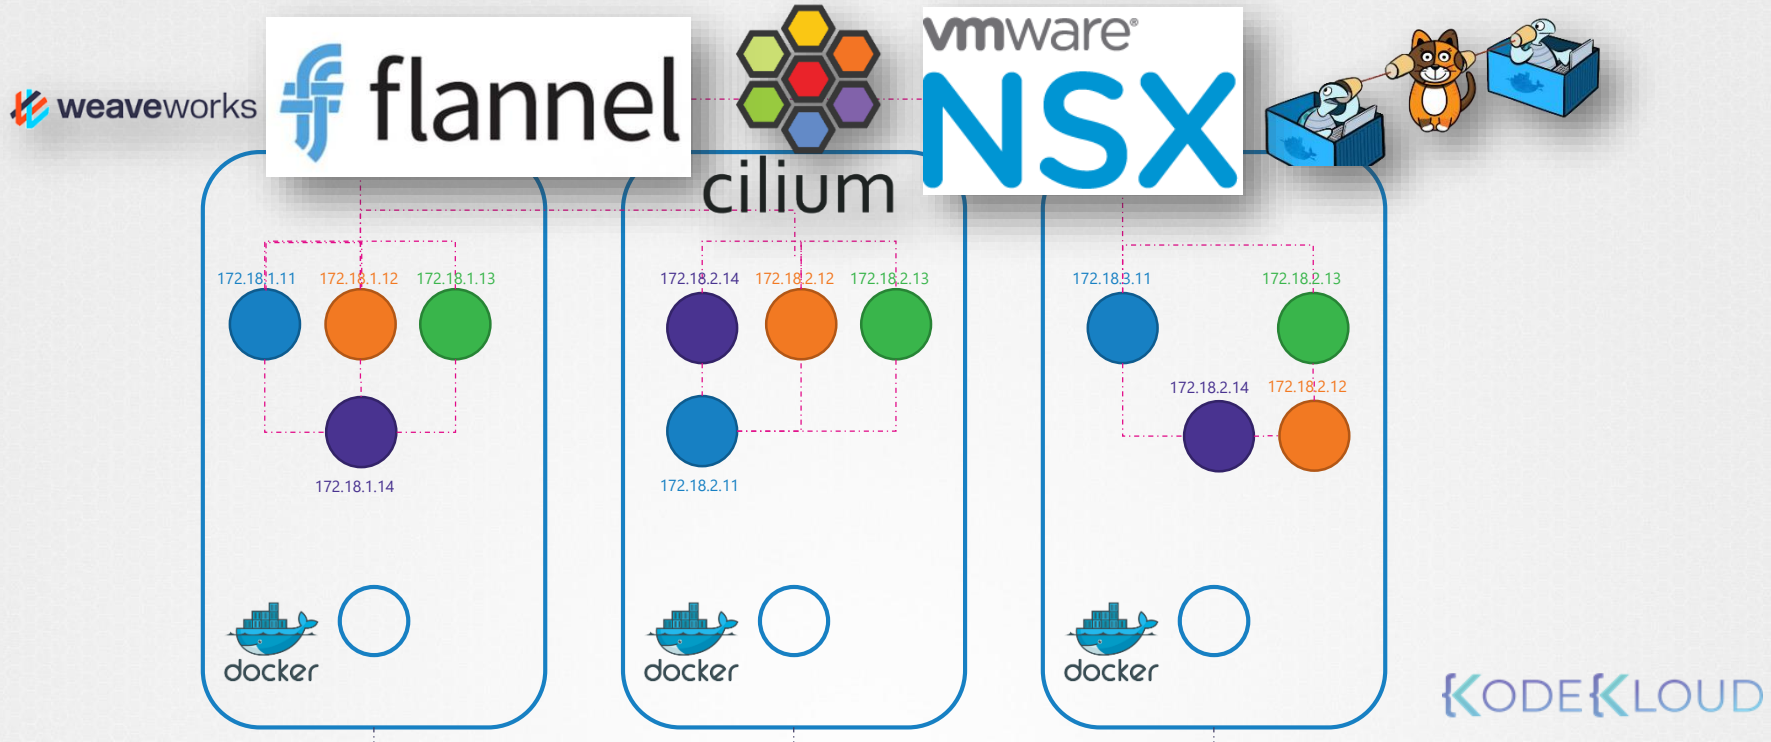 weaveworks
flannel
cilium
vmware®
NSX
172.18.1.11
172.18.1.12
172.18.1.13
172.18.1.14
docker
172.18.2.14
172.18.2.12
172.18.2.13
172.18.2.11
docker
172.18.3.11
172.18.2.13
172.18.2.14
172.18.2.12
docker
{KODE{KLOUD